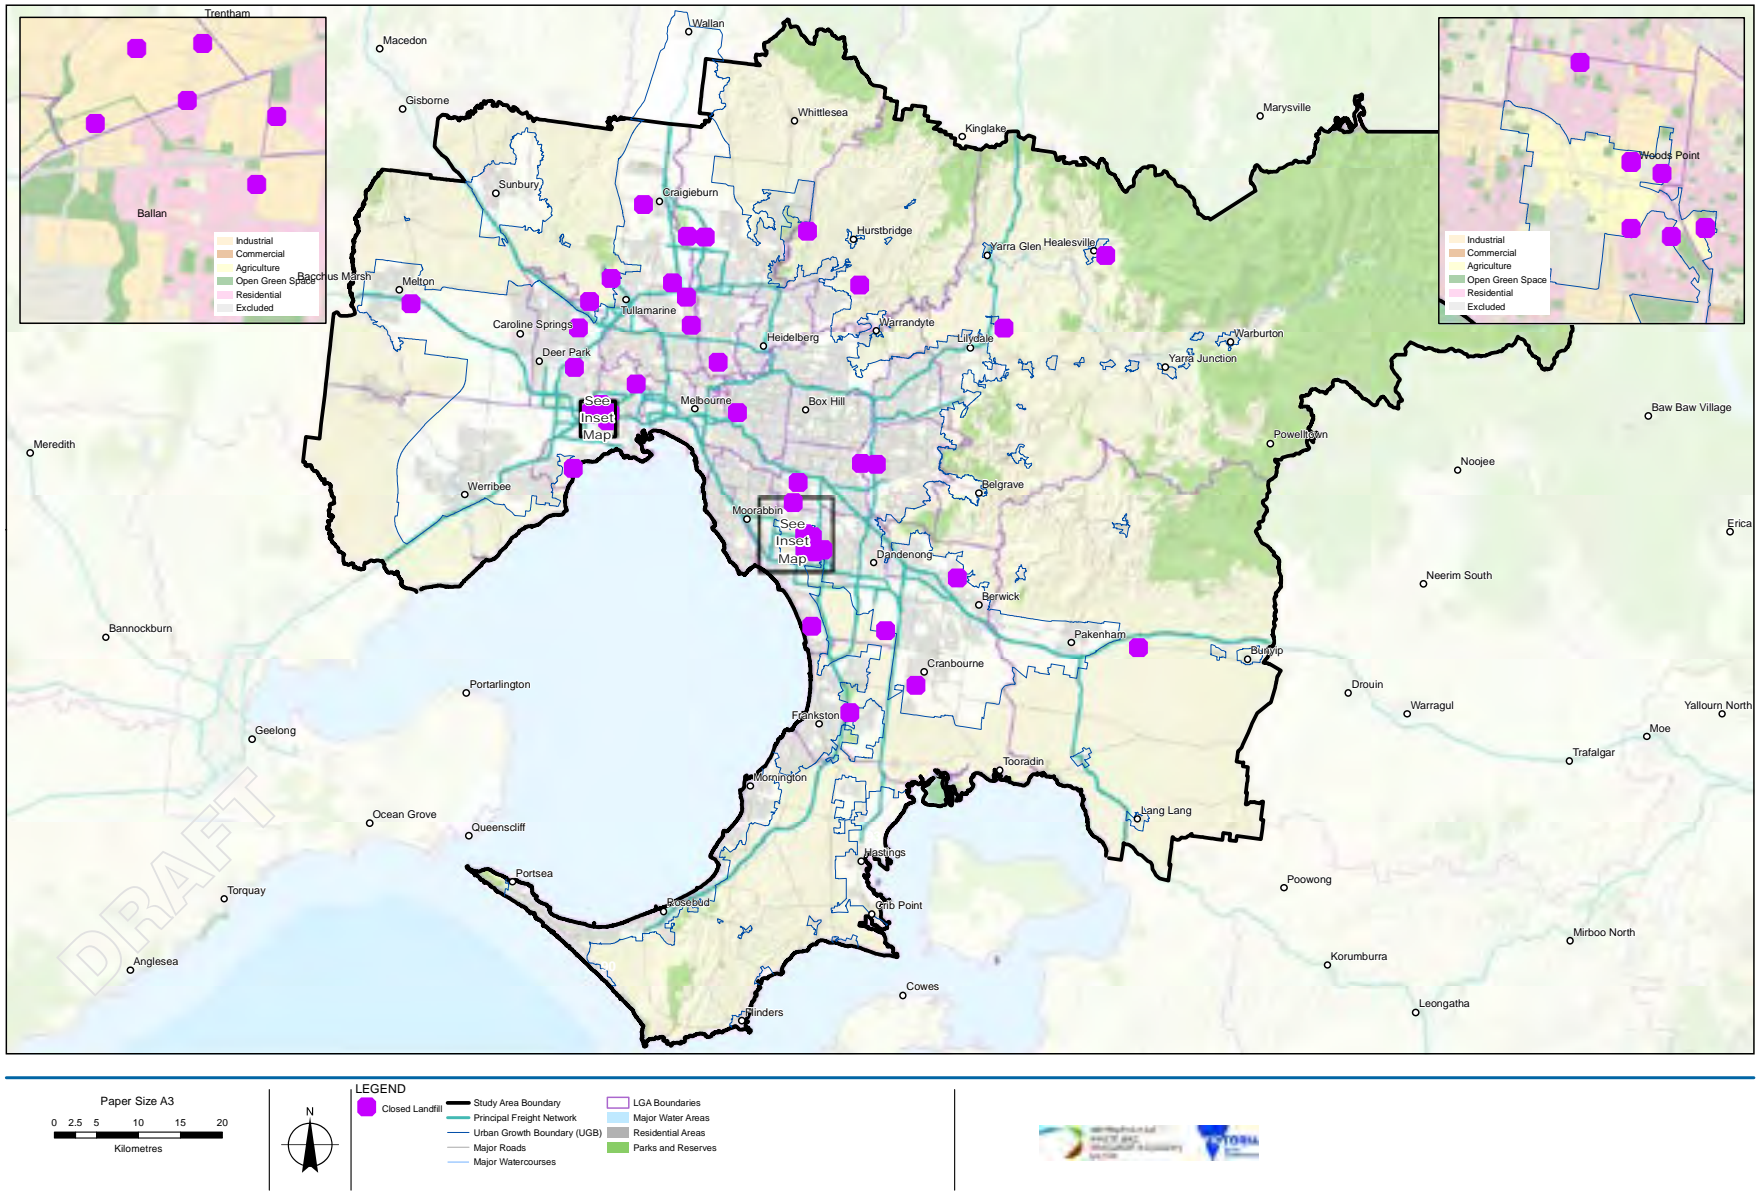 Trentham
Wallan
Macedon
Gisborne
Whittlesea
Marysville
Kinglake
Woods Point
Sunbury
Craigieburn
Ballan
Hurstbridge
Yarra Glen
Healesville
Industrial
Commercial
Agriculture
Open Green Space
Residential
Excluded
Industrial
Commercial
Agriculture
Open Green Space
Residential
Excluded
Bacchus Marsh
Melton
Tullamarine
Caroline Springs
Warrandyte
Heidelberg
Lilydale
Warburton
Yarra Junction
Deer Park
See
Inset
Map
Melbourne
Box Hill
Baw Baw Village
Powelltown
Meredith
Noojee
Werribee
Belgrave
Moorabbin
See
Inset
Map
Erica
Dandenong
Neerim South
Berwick
Bannockburn
Pakenham
Bunyip
Cranbourne
Portarlington
Drouin
Warragul
Yallourn North
Frankston
Geelong
Moe
Trafalgar
Tooradin
Mornington
DRAFT
Ocean Grove
Queenscliff
Lang Lang
Hastings
Portsea
Poowong
Torquay
Rosebud
Crib Point
Mirboo North
Anglesea
Korumburra
Cowes
Leongatha
Flinders
Paper Size A3
0 2.5 5 10 15 20
Kilometres
N
LEGEND
Closed Landfill
Study Area Boundary
Principal Freight Network
Urban Growth Boundary (UGB)
Major Roads
Major Watercourses
LGA Boundaries
Major Water Areas
Residential Areas
Parks and Reserves